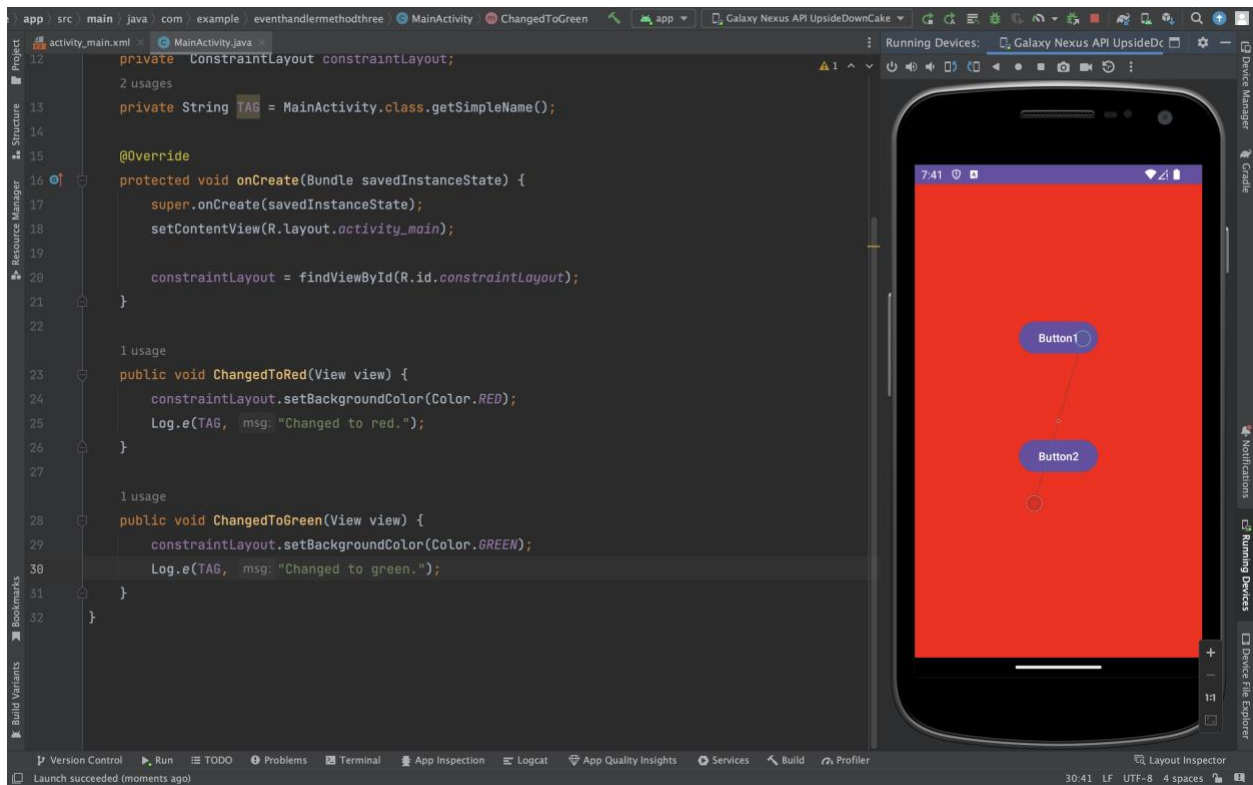 app src main java com example eventhandlermethodthree MainActivity ChangedToGreen app Galaxy Nexus API UpsideDownCake
activity_main.xml MainActivity.java
Running Devices: Galaxy Nexus API UpsideDc
12 private ConstraintLayout constraintLayout;
1
2 usages
13 private String TAG = MainActivity.class.getSimpleName();
14
15 @Override
16 protected void onCreate(Bundle savedInstanceState) {
17 super.onCreate(savedInstanceState);
18 setContentView(R.layout.activity_main);
19
20 constraintLayout = findViewById(R.id.constraintLayout);
21 }
22
1 usage
23 public void ChangedToRed(View view) {
24 constraintLayout.setBackgroundColor(Color.RED);
25 Log.e(TAG, msg: "Changed to red.");
26 }
27
1 usage
28 public void ChangedToGreen(View view) {
29 constraintLayout.setBackgroundColor(Color.GREEN);
30 Log.e(TAG, msg: "Changed to green.");
31 }
32 }
Project
Structure
Resource Manager
Bookmarks
Build Variants
7:41
Button1
Button2
1:1
Device Manager
Gradle
Notifications
Running Devices
Device File Explorer
Version Control Run TODO Problems Terminal App Inspection Logcat App Quality Insights Services Build Profiler Layout Inspector
Launch succeeded (moments ago) 30:41 LF UTF-8 4 spaces